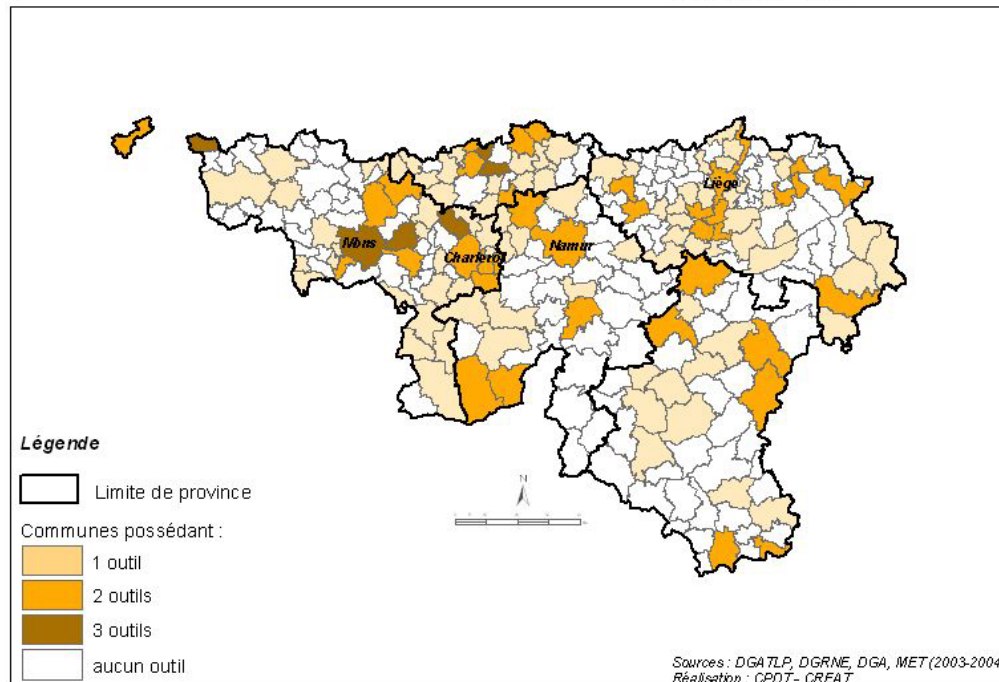 Liège
Namur
Mons
Charleroi
N
Légende
Limite de province
Communes possédant :
1 outil
2 outils
3 outils
aucun outil
Sources : DGATLP, DGRNE, DGA, MET (2003-2004
Réalisation : CPDT - CREAT